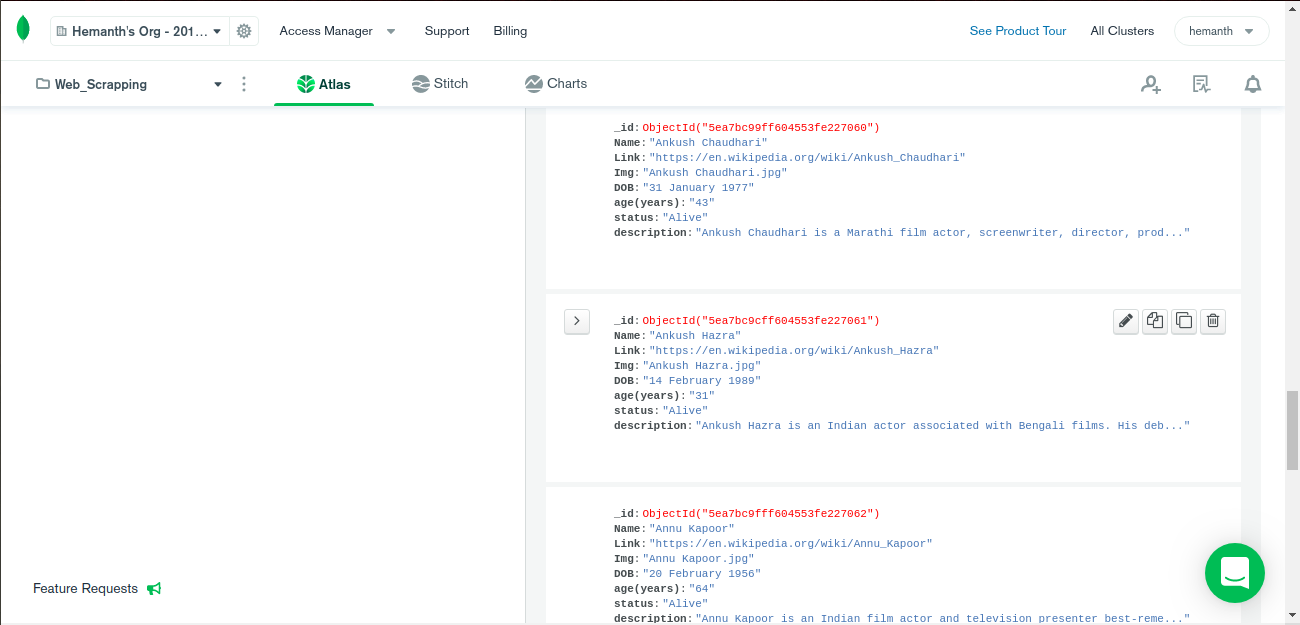 Hemanth's Org - 201...
Access Manager
Support
Billing
See Product Tour
All Clusters
hemanth
Web_Scrapping
Atlas
Stitch
Charts
_id: ObjectId("5ea7bc99ff604553fe227060")
Name: "Ankush Chaudhari"
Link: "https://en.wikipedia.org/wiki/Ankush_Chaudhari"
Img: "Ankush Chaudhari.jpg"
DOB: "31 January 1977"
age(years): "43"
status: "Alive"
description: "Ankush Chaudhari is a Marathi film actor, screenwriter, director, prod..."
_id: ObjectId("5ea7bc9cff604553fe227061")
Name: "Ankush Hazra"
Link: "https://en.wikipedia.org/wiki/Ankush_Hazra"
Img: "Ankush Hazra.jpg"
DOB: "14 February 1989"
age(years): "31"
status: "Alive"
description: "Ankush Hazra is an Indian actor associated with Bengali films. His deb..."
_id: ObjectId("5ea7bc9fff604553fe227062")
Name: "Annu Kapoor"
Link: "https://en.wikipedia.org/wiki/Annu_Kapoor"
Img: "Annu Kapoor.jpg"
DOB: "20 February 1956"
age(years): "64"
status: "Alive"
description: "Annu Kapoor is an Indian film actor and television presenter best-reme..."
Feature Requests